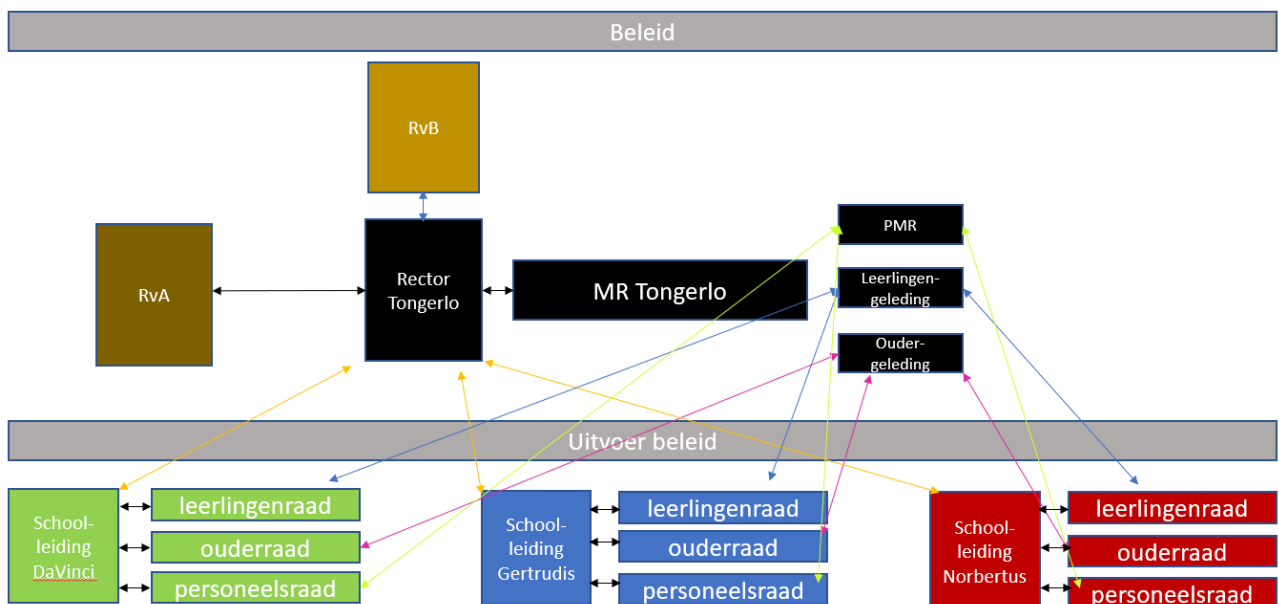 Beleid
RvB
RvA
Rector
Tongerlo
MR Tongerlo
PMR
Leerlingen-
geleding
Ouder-
geleding
Uitvoer beleid
School-
leiding
DaVinci
leerlingenraad
ouderraad
personeelsraad
School-
leiding
Gertrudis
leerlingenraad
ouderraad
personeelsraad
School-
leiding
Norbertus
leerlingenraad
ouderraad
personeelsraad